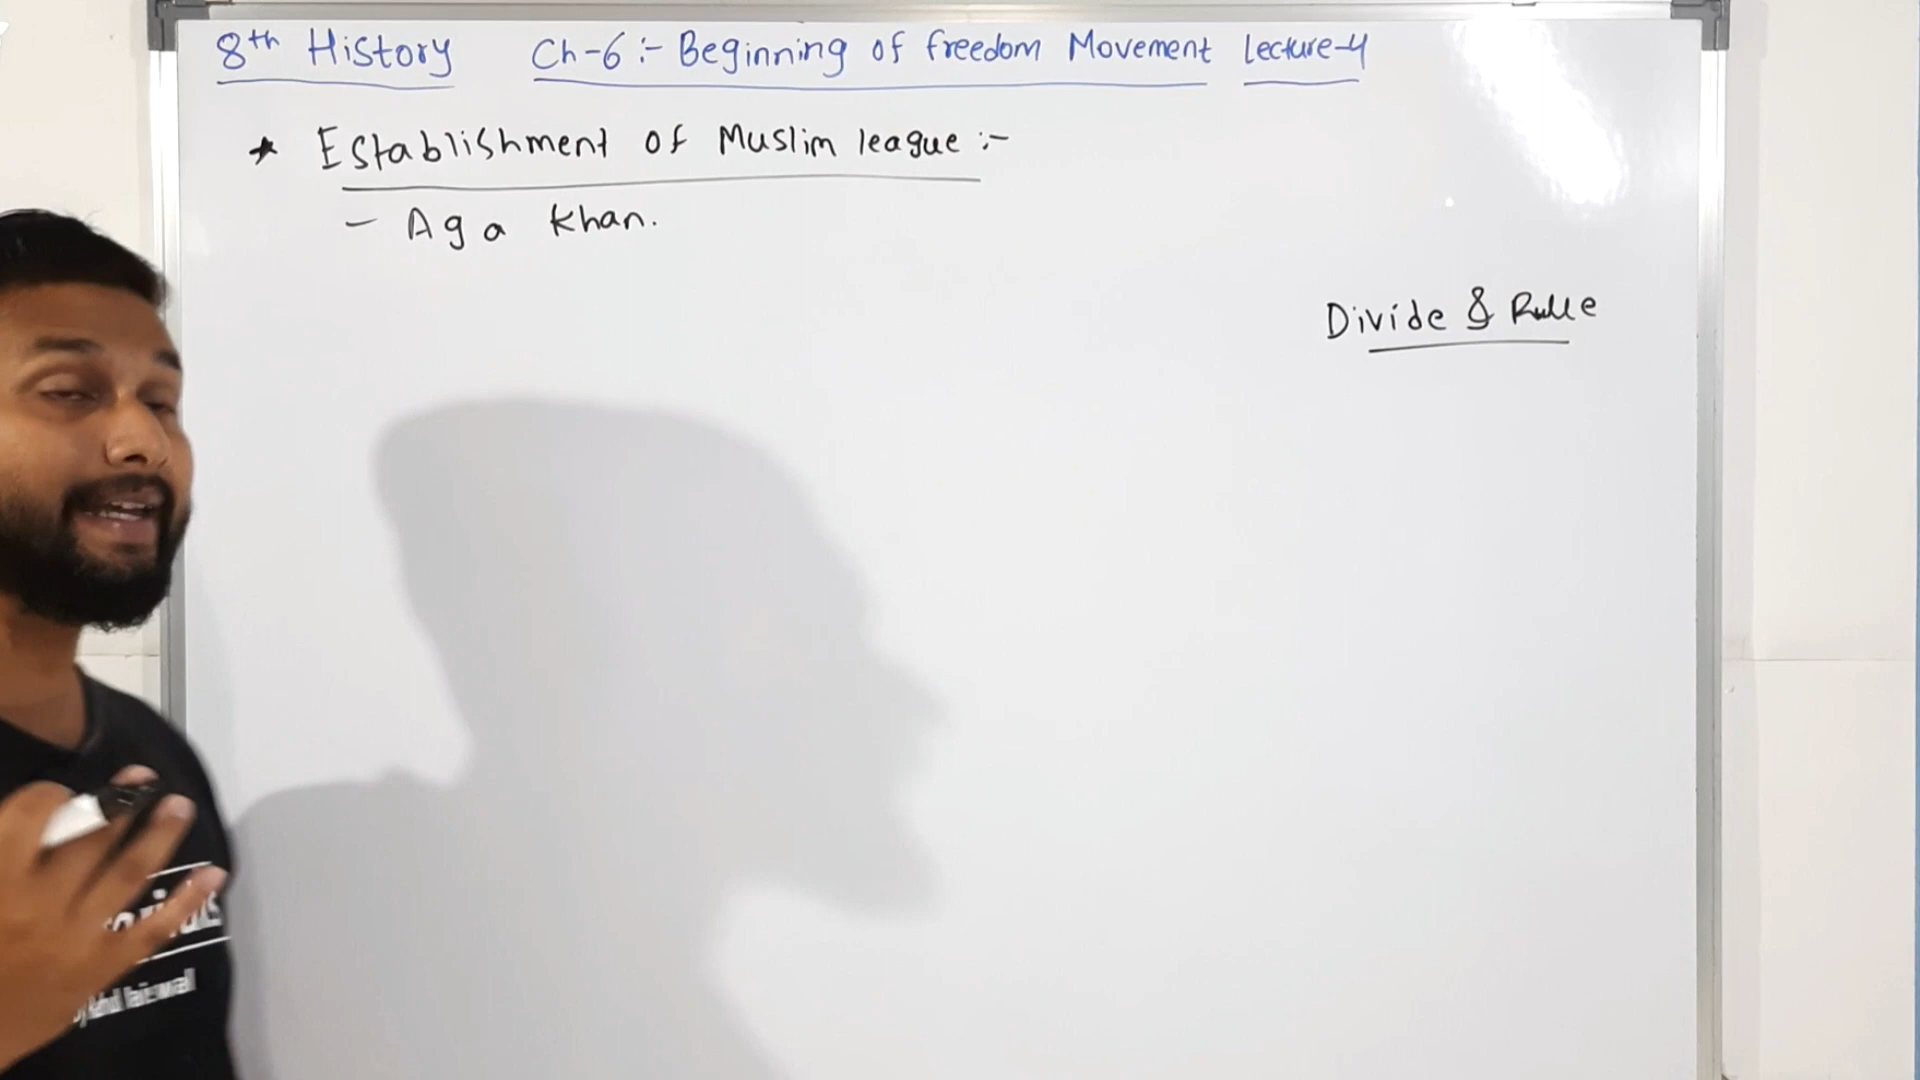 8th History Ch-6:- Beginning of freedom Movement Lecture-4
* Establishment of Muslim league :-
- Aga khan.
Divide & Rulle